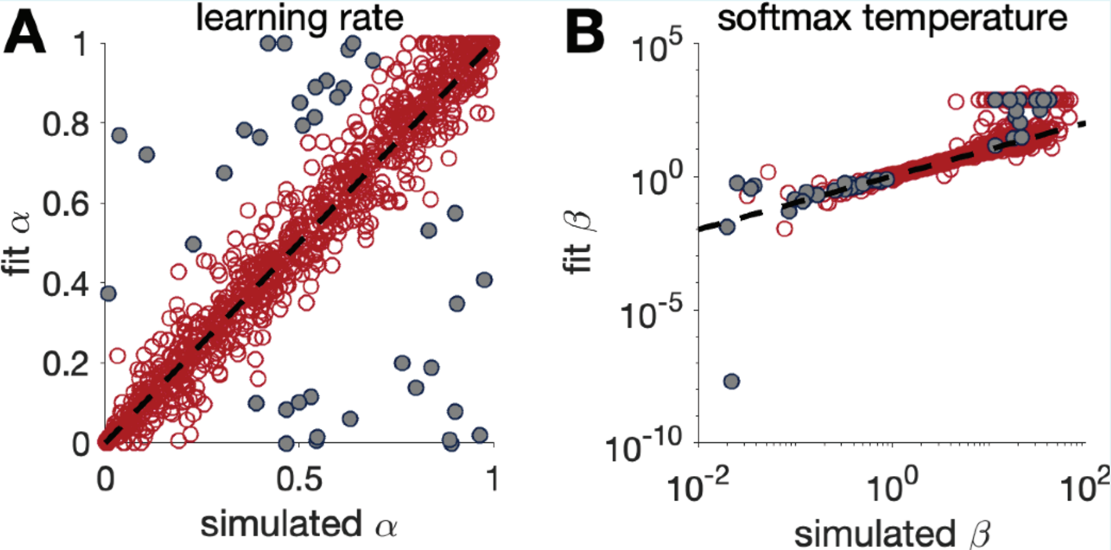 A learning rate
1
0.8
0.6
0.4
0.2
0
fit α
0 0.5 1
simulated α
B softmax temperature
10^5
10^0
10^-5
10^-10
fit β
10^-2 10^0 10^2
simulated β